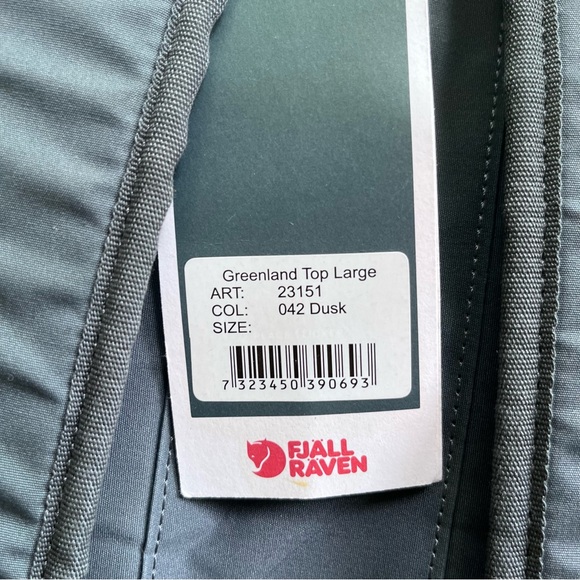 Greenland Top Large
ART: 23151
COL: 042 Dusk
SIZE:
7 323450 390693
FJÄLL
RÄVEN